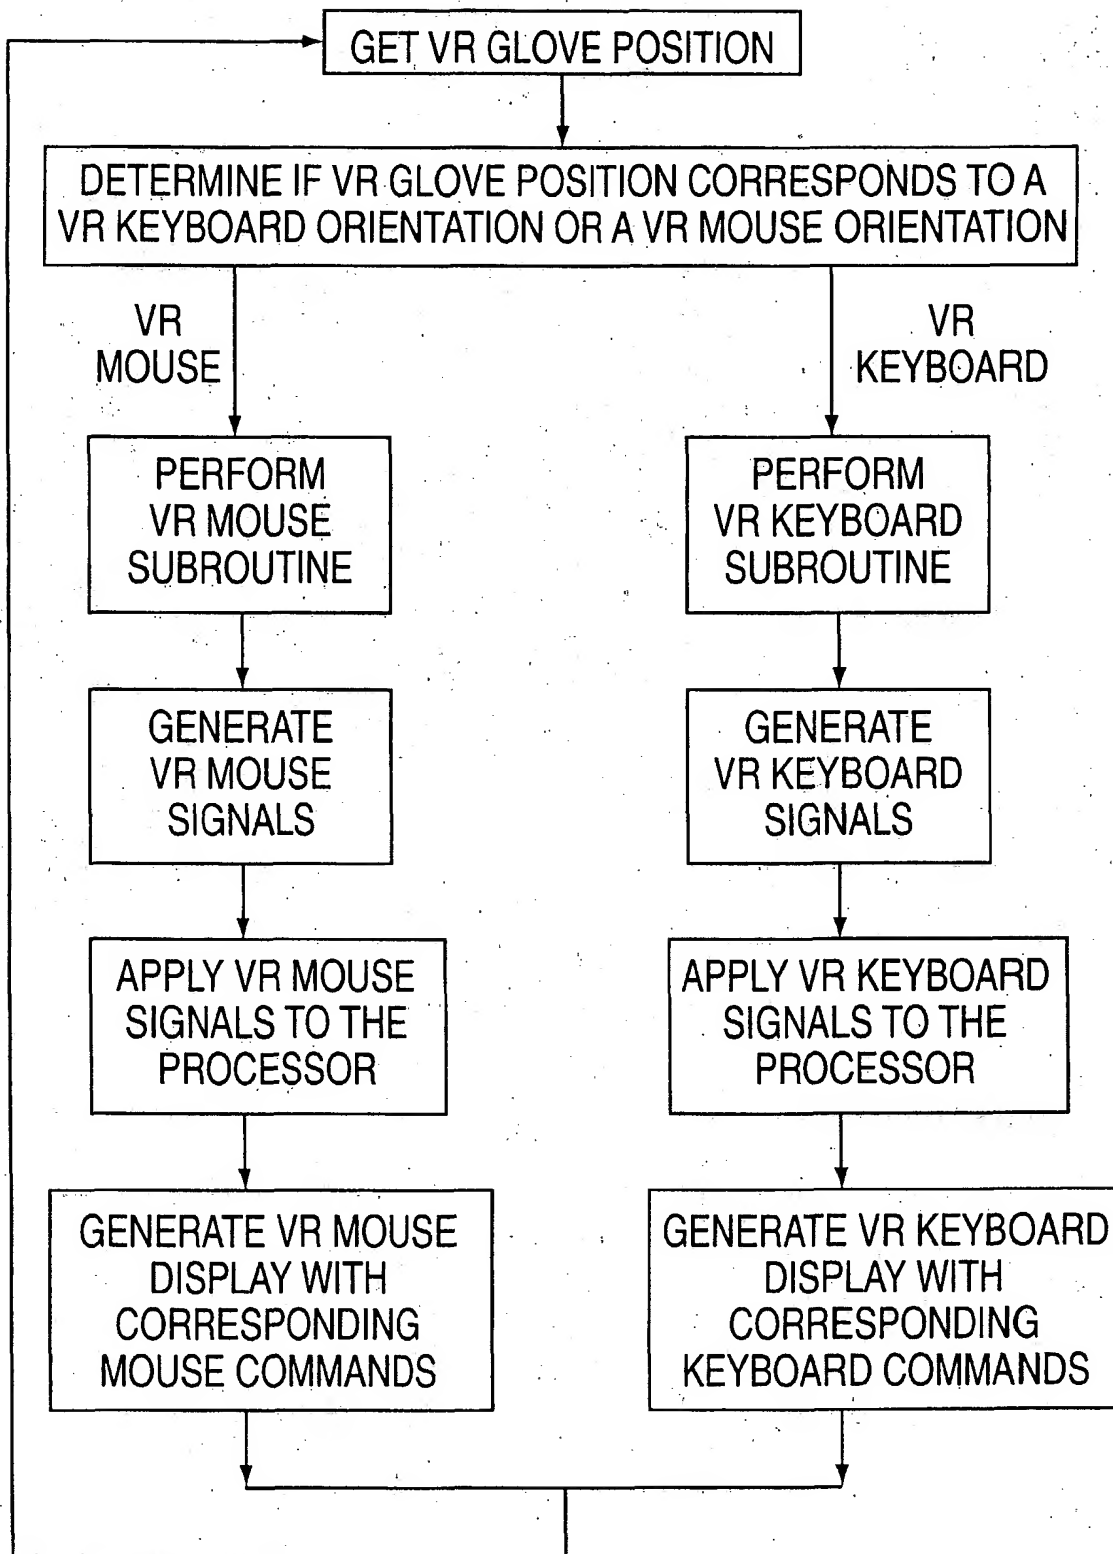 GET VR GLOVE POSITION
DETERMINE IF VR GLOVE POSITION CORRESPONDS TO A
VR KEYBOARD ORIENTATION OR A VR MOUSE ORIENTATION
VR
MOUSE
VR
KEYBOARD
PERFORM
VR MOUSE
SUBROUTINE
PERFORM
VR KEYBOARD
SUBROUTINE
GENERATE
VR MOUSE
SIGNALS
GENERATE
VR KEYBOARD
SIGNALS
APPLY VR MOUSE
SIGNALS TO THE
PROCESSOR
APPLY VR KEYBOARD
SIGNALS TO THE
PROCESSOR
GENERATE VR MOUSE
DISPLAY WITH
CORRESPONDING
MOUSE COMMANDS
GENERATE VR KEYBOARD
DISPLAY WITH
CORRESPONDING
KEYBOARD COMMANDS